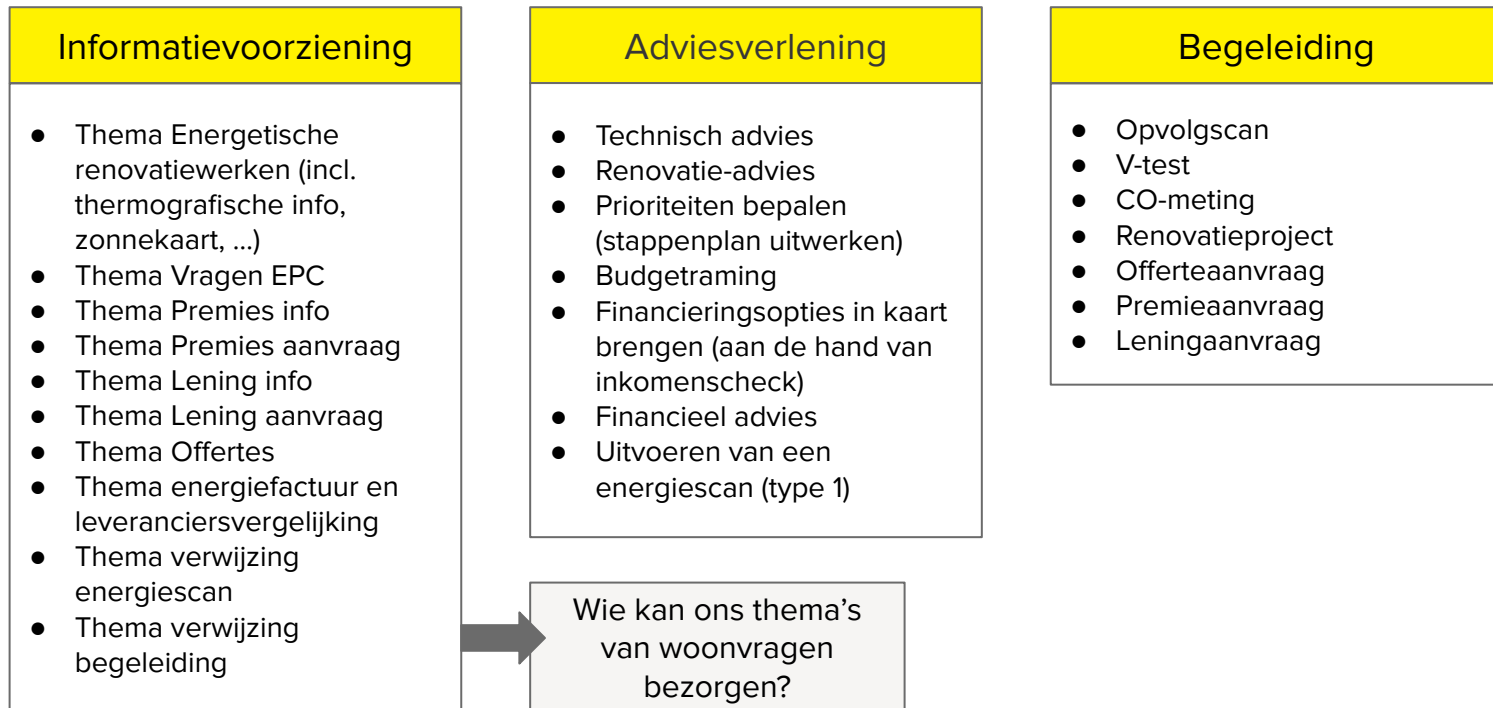 Informatievoorziening
● Thema Energetische
renovatiewerken (incl.
thermografische info,
zonnekaart, ...)
● Thema Vragen EPC
● Thema Premies info
● Thema Premies aanvraag
● Thema Lening info
● Thema Lening aanvraag
● Thema Offertes
● Thema energiefactuur en
leveranciersvergelijking
● Thema verwijzing
energiescan
● Thema verwijzing
begeleiding
Adviesverlening
● Technisch advies
● Renovatie-advies
● Prioriteiten bepalen
(stappenplan uitwerken)
● Budgetraming
● Financieringsopties in kaart
brengen (aan de hand van
inkomenscheck)
● Financieel advies
● Uitvoeren van een
energiescan (type 1)
Wie kan ons thema’s
van woonvragen
bezorgen?
Begeleiding
● Opvolgscan
● V-test
● CO-meting
● Renovatieproject
● Offerteaanvraag
● Premieaanvraag
● Leningaanvraag